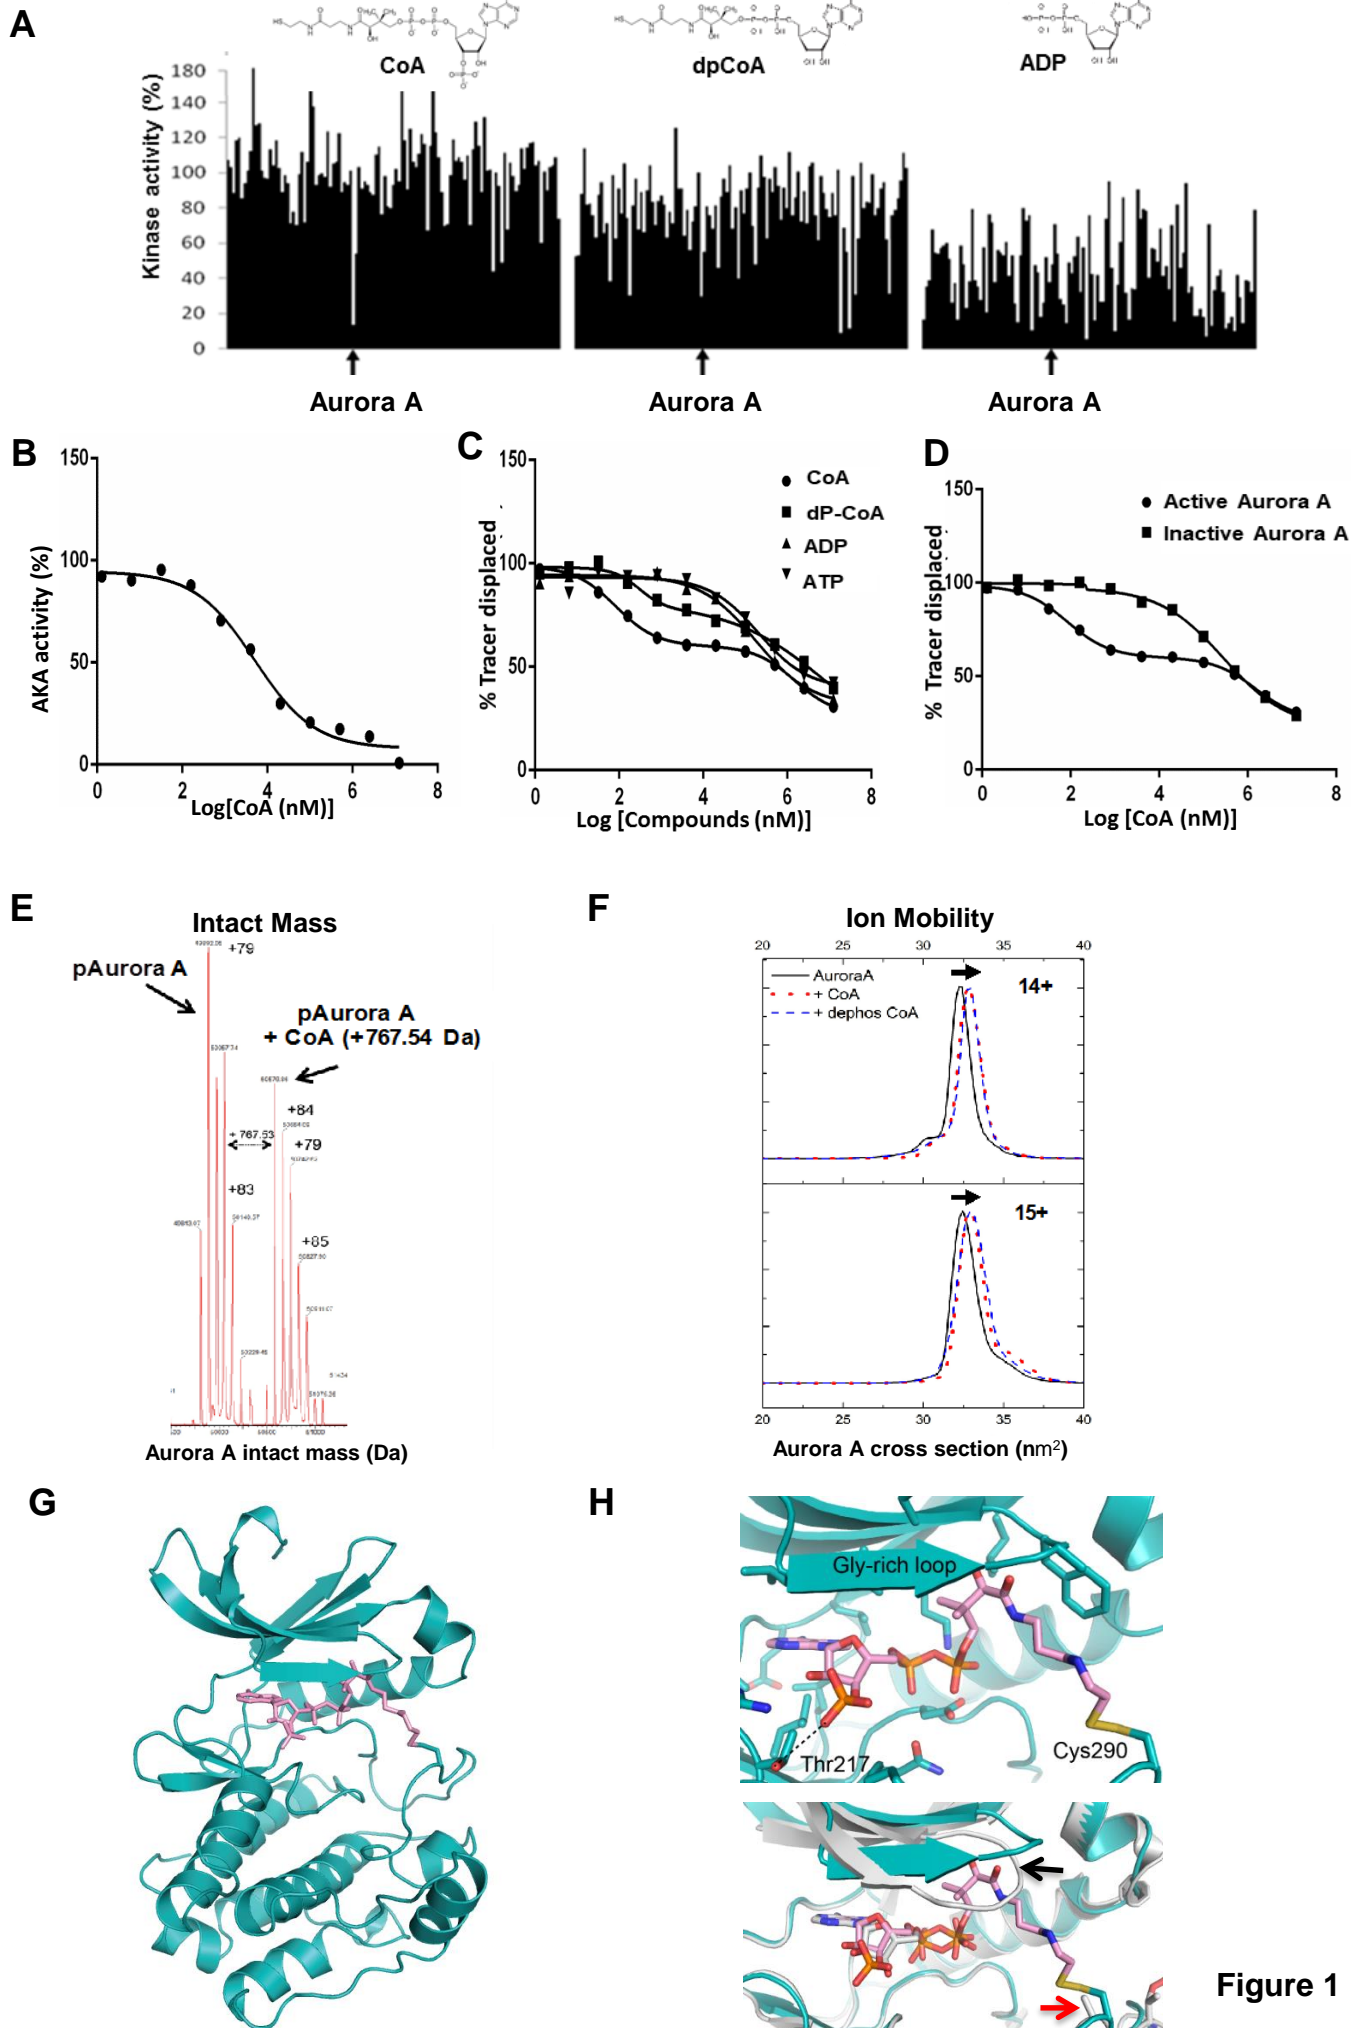 A
CoA
dpCoA
ADP
Kinase activity (%)
180
140
120
100
80
60
40
20
0
Aurora A
Aurora A
Aurora A
B
150
100
50
0
AKA activity (%)
0 2 4 6 8
Log[CoA (nM)]
C
150
100
50
0
% Tracer displaced
CoA
dP-CoA
ADP
ATP
0 2 4 6 8
Log [Compounds (nM)]
D
150
100
50
0
% Tracer displaced
Active Aurora A
Inactive Aurora A
0 2 4 6 8
Log [CoA (nM)]
E
Intact Mass
pAurora A
+79
pAurora A
+ CoA (+767.54 Da)
+84
+ 767.53
+79
+83
+85
Aurora A intact mass (Da)
F
Ion Mobility
20 25 30 35 40
AuroraA
+ CoA
+ dephos CoA
14+
15+
20 25 30 35 40
Aurora A cross section (nm²)
G
H
Gly-rich loop
Thr217
Cys290
Figure 1